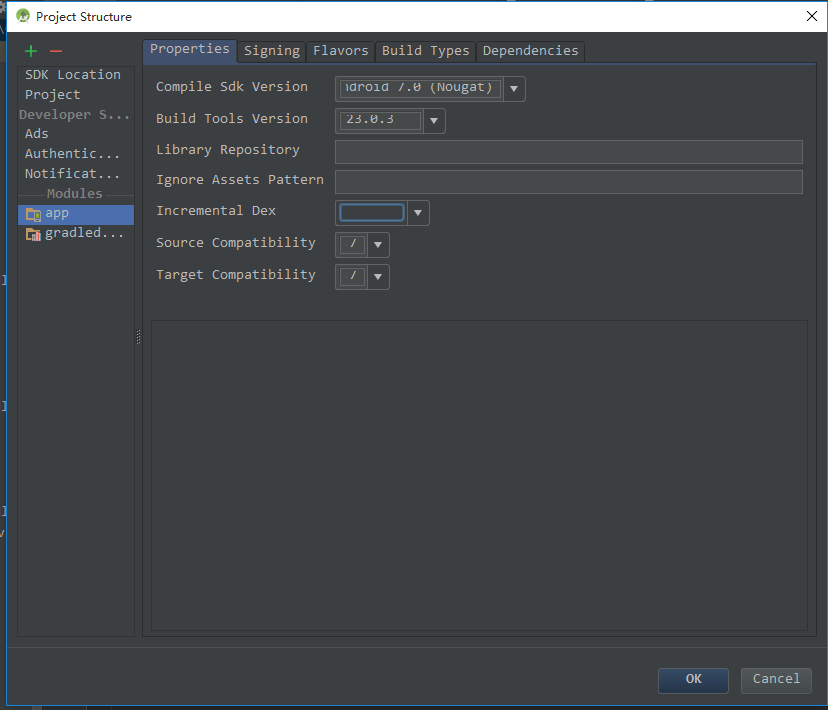 Project Structure
Properties
Signing
Flavors
Build Types
Dependencies
SDK Location
Project
Developer S...
Ads
Authentic...
Notificat...
Modules
app
gradled...
Compile Sdk Version
ndroid 7.0 (Nougat)
Build Tools Version
23.0.3
Library Repository
Ignore Assets Pattern
Incremental Dex
Source Compatibility
Target Compatibility
OK
Cancel